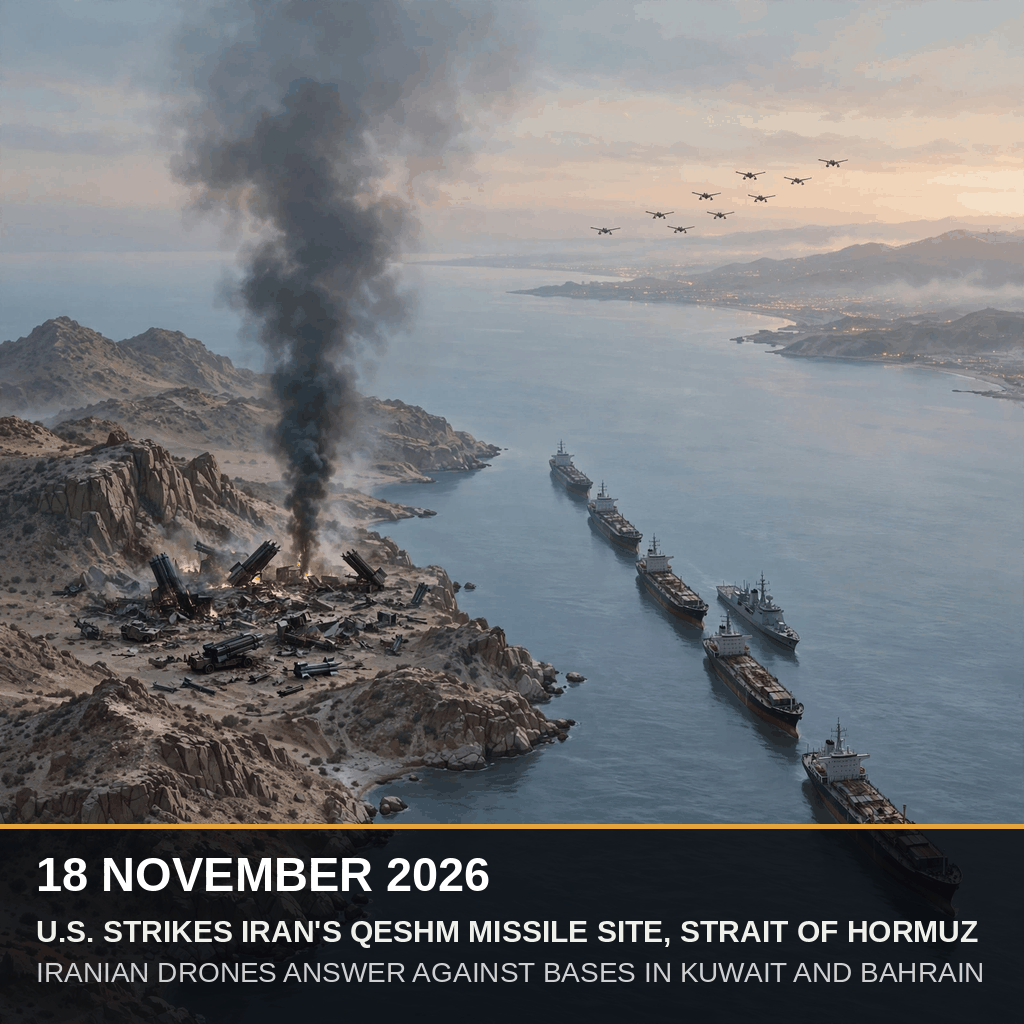 18 NOVEMBER 2026
U.S. STRIKES IRAN'S QESHM MISSILE SITE, STRAIT OF HORMUZ
IRANIAN DRONES ANSWER AGAINST BASES IN KUWAIT AND BAHRAIN